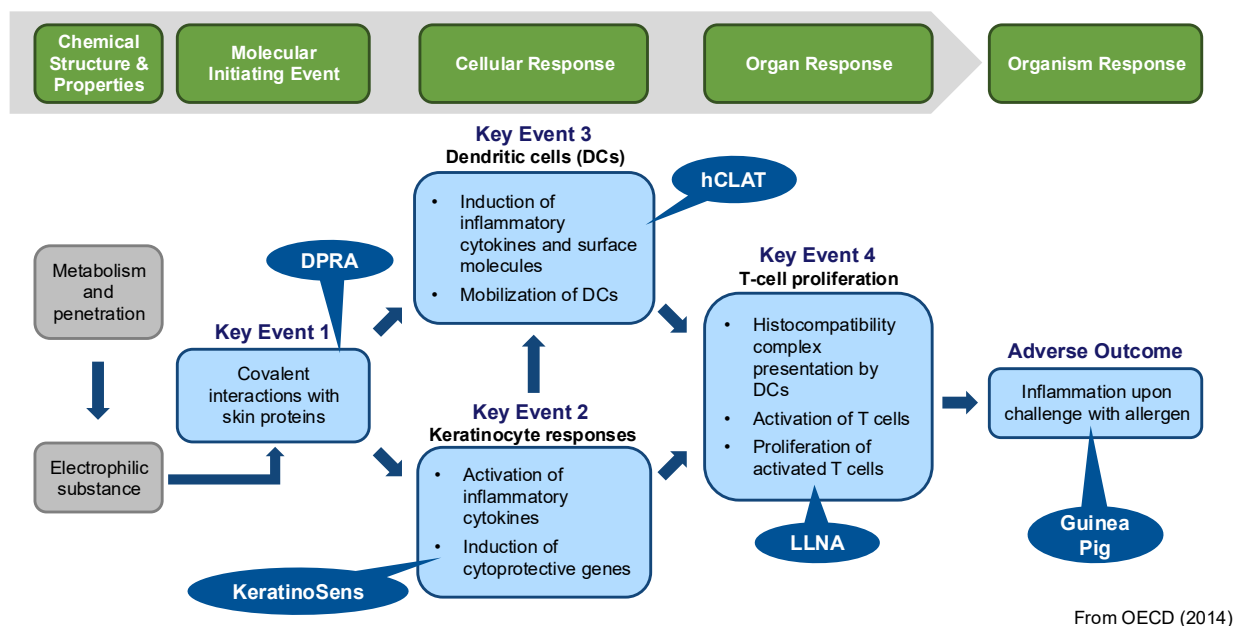 Chemical
Structure &
Properties
Molecular
Initiating Event
Cellular Response
Organ Response
Organism Response
Key Event 3
Dendritic cells (DCs)
• Induction of
inflammatory
cytokines and surface
molecules
• Mobilization of DCs
hCLAT
DPRA
Metabolism
and
penetration
Electrophilic
substance
Key Event 1
Covalent
interactions with
skin proteins
Key Event 2
Keratinocyte responses
• Activation of
inflammatory
cytokines
• Induction of
cytoprotective genes
KeratinoSens
Key Event 4
T-cell proliferation
• Histocompatibility
complex
presentation by
DCs
• Activation of T cells
• Proliferation of
activated T cells
LLNA
Adverse Outcome
Inflammation upon
challenge with allergen
Guinea
Pig
From OECD (2014)